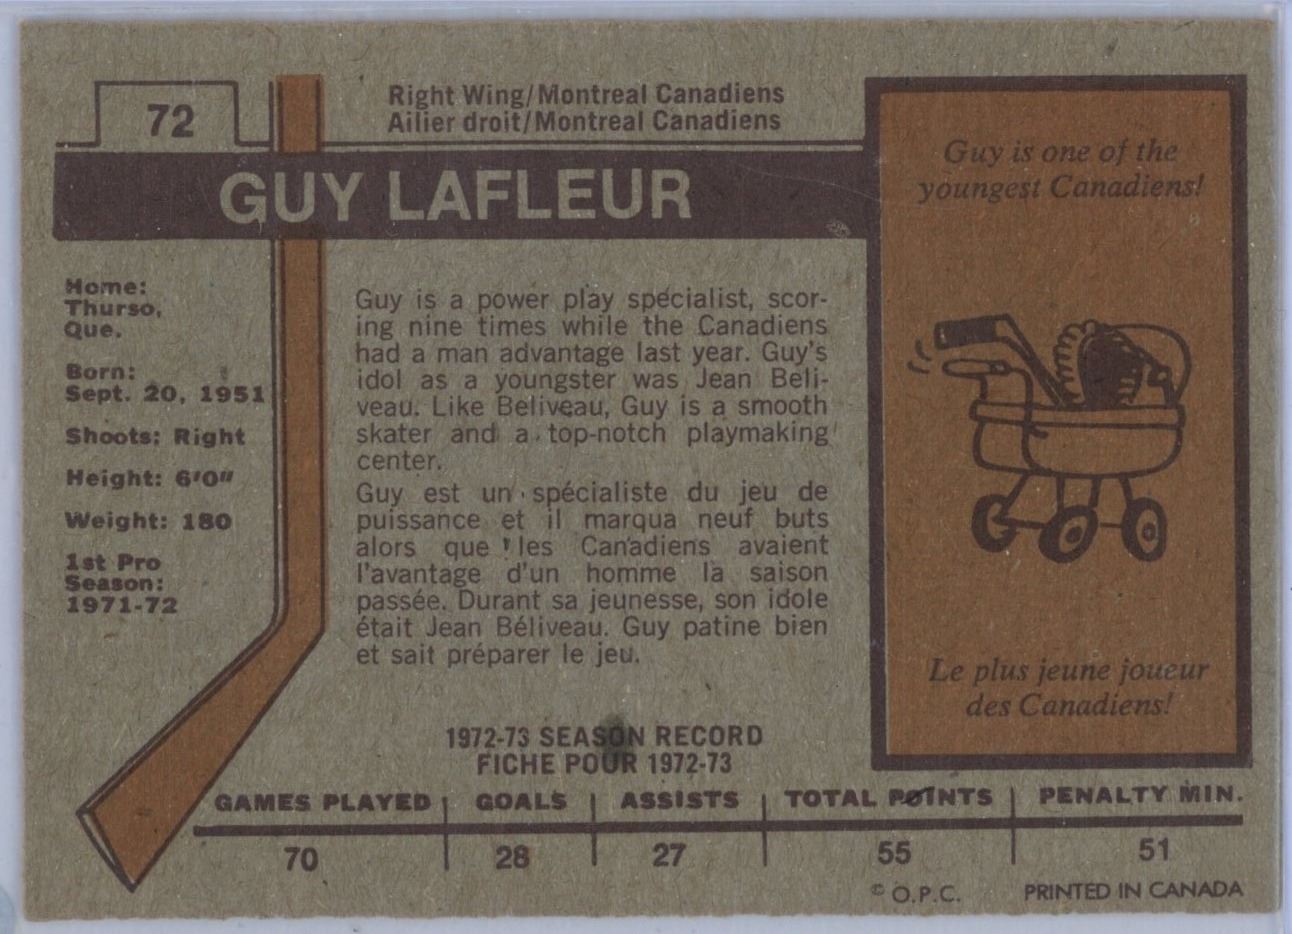 72
Right Wing/Montreal Canadiens
Ailier droit/Montreal Canadiens
GUY LAFLEUR
Home:
Thurso,
Que.
Born:
Sept. 20, 1951
Shoots: Right
Height: 6'0"
Weight: 180
1st Pro
Season:
1971-72
Guy is a power play specialist, scor-
ing nine times while the Canadiens
had a man advantage last year. Guy's
idol as a youngster was Jean Beli-
veau. Like Beliveau, Guy is a smooth
skater and a top-notch playmaking
center.
Guy est un spécialiste du jeu de
puissance et il marqua neuf buts
alors que les Canadiens avaient
l'avantage d'un homme la saison
passée. Durant sa jeunesse, son idole
était Jean Béliveau. Guy patine bien
et sait préparer le jeu.
Guy is one of the
youngest Canadiens!
Le plus jeune joueur
des Canadiens!
1972-73 SEASON RECORD
FICHE POUR 1972-73
GAMES PLAYED GOALS ASSISTS TOTAL POINTS PENALTY MIN.
70 28 27 55 51
© O.P.C. PRINTED IN CANADA